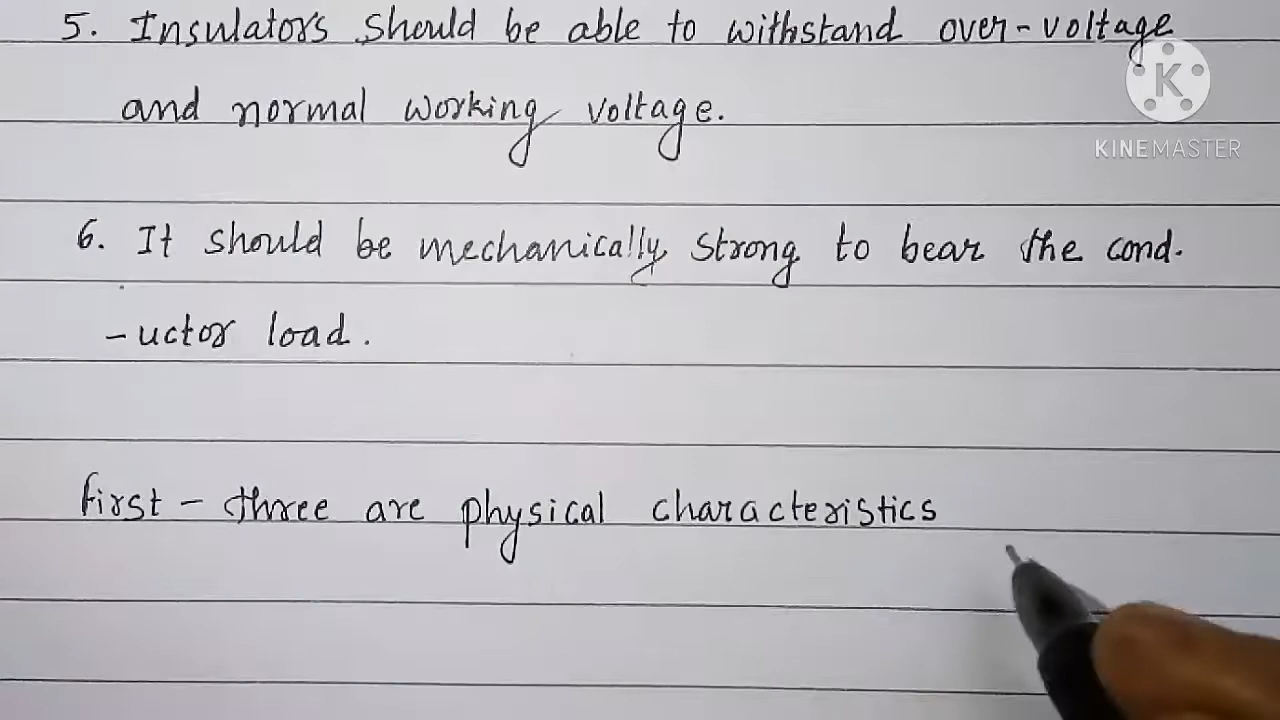 5. Insulators should be able to withstand over-voltage
and normal working voltage.
K
KINEMASTER
6. It should be mechanically strong to bear the cond.
-uctor load.
first - three are physical characteristics